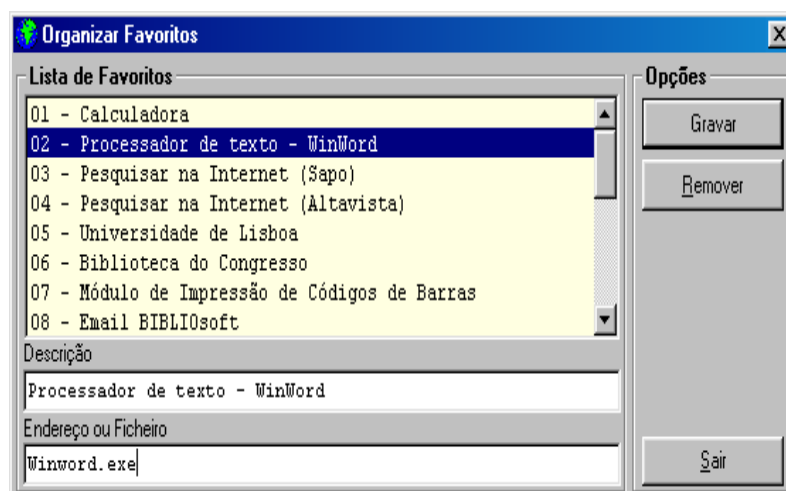 Organizar Favoritos
Lista de Favoritos
01 - Calculadora
02 - Processador de texto - WinWord
03 - Pesquisar na Internet (Sapo)
04 - Pesquisar na Internet (Altavista)
05 - Universidade de Lisboa
06 - Biblioteca do Congresso
07 - Módulo de Impressão de Códigos de Barras
08 - Email BIBLIOsoft
Descrição
Processador de texto - WinWord
Endereço ou Ficheiro
Winword.exe
Opções
Gravar
Remover
Sair